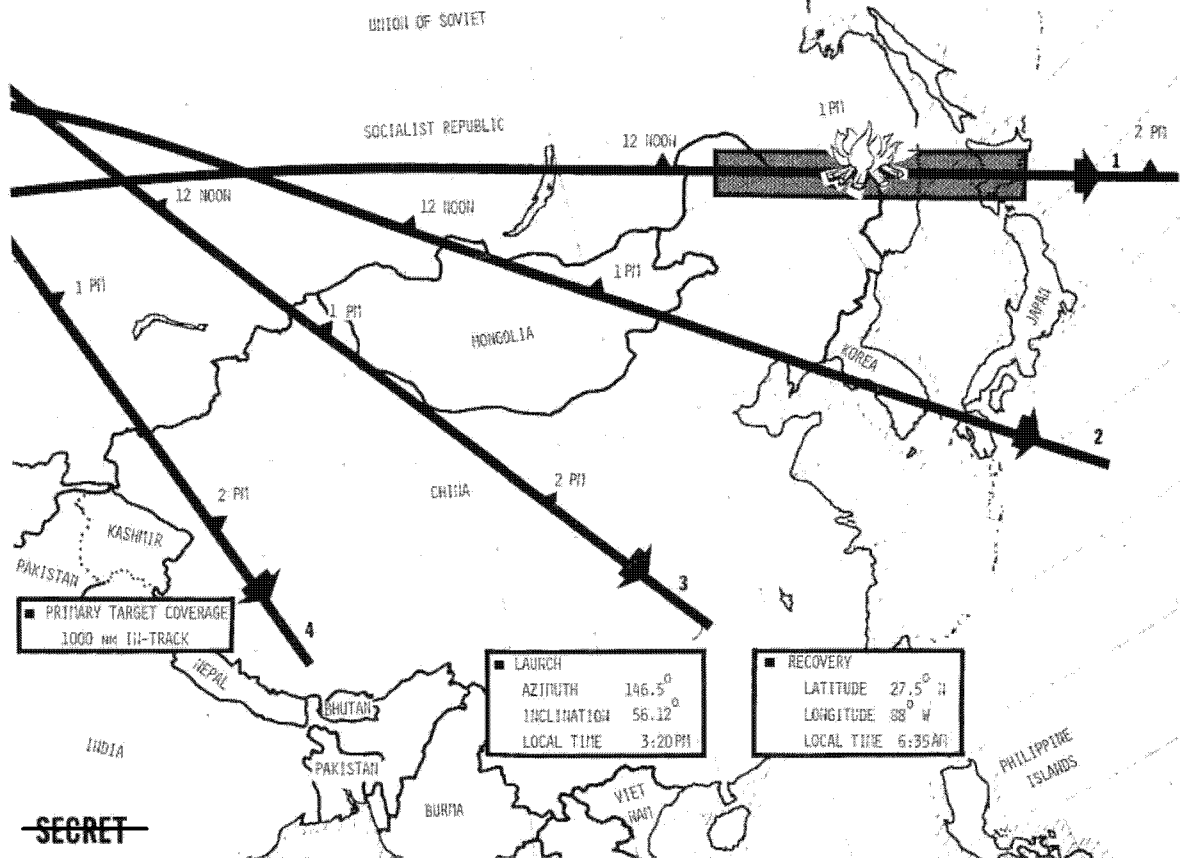 UNION OF SOVIET
SOCIALIST REPUBLIC
1 PM
12 NOON
2 PM
1
12 NOON
12 NOON
1 PM
1 PM
1 PM
MONGOLIA
JAPAN
KOREA
2
CHINA
2 PM
2 PM
KASHMIR
PAKISTAN
3
4
■ PRIMARY TARGET COVERAGE
1000 NM IN-TRACK
NEPAL
BHUTAN
■ LAUNCH
AZIMUTH 146.5°
INCLINATION 56.12°
LOCAL TIME 3:20PM
■ RECOVERY
LATITUDE 27.5° N
LONGITUDE 88° W
LOCAL TIME 6:35AM
INDIA
PAKISTAN
BURMA
VIET
NAM
PHILIPPINE
ISLANDS
SECRET